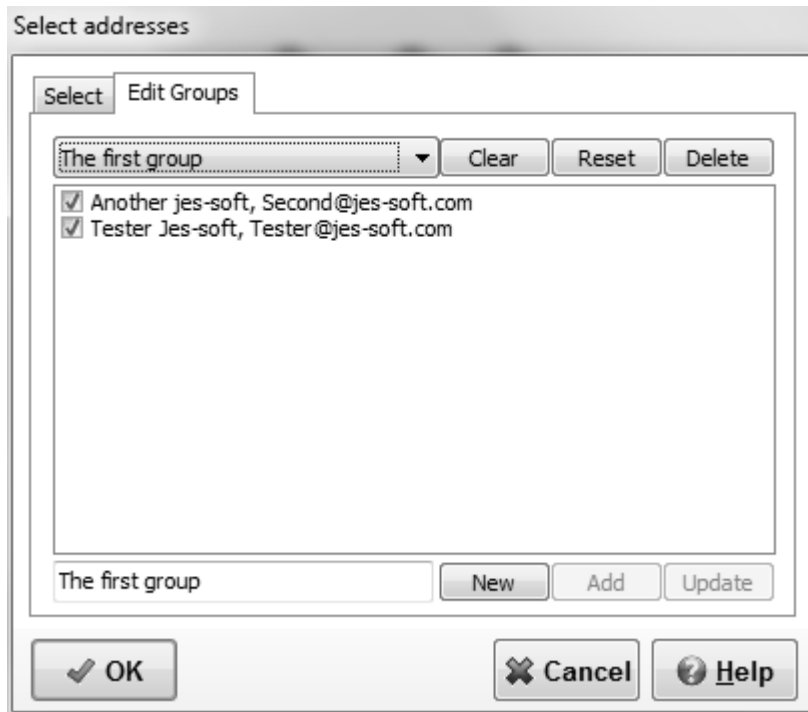 Select addresses
Select Edit Groups
The first group Clear Reset Delete
Another jes-soft, Second@jes-soft.com
Tester Jes-soft, Tester@jes-soft.com
The first group New Add Update
OK Cancel Help